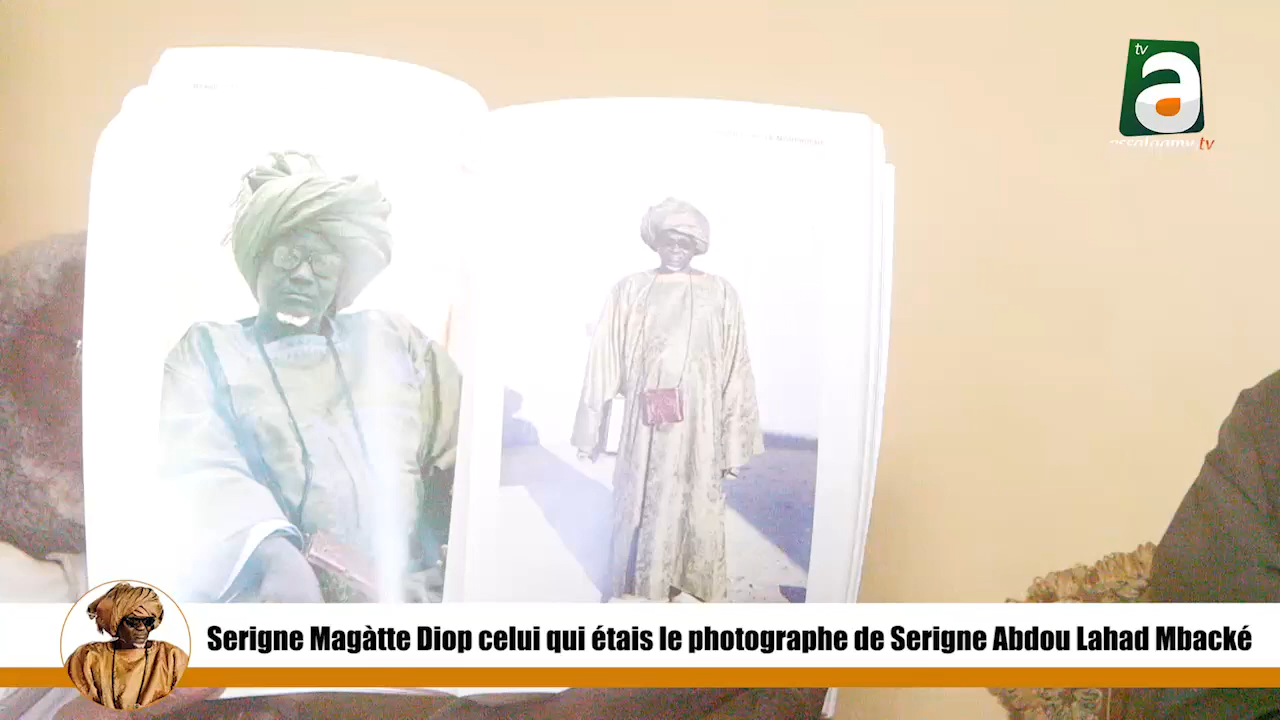 tv
a
tv
Serigne Magàtte Diop celui qui étais le photographe de Serigne Abdou Lahad Mbacké